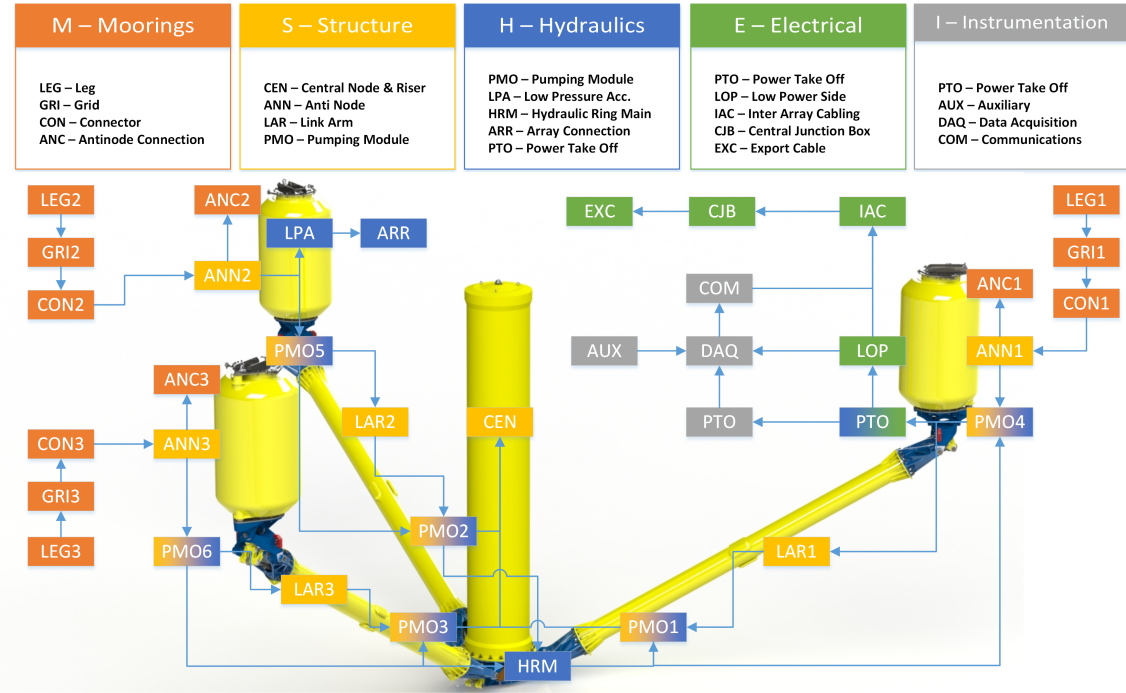 M – Moorings
LEG – Leg
GRI – Grid
CON – Connector
ANC – Antinode Connection
S – Structure
CEN – Central Node & Riser
ANN – Anti Node
LAR – Link Arm
PMO – Pumping Module
H – Hydraulics
PMO – Pumping Module
LPA – Low Pressure Acc.
HRM – Hydraulic Ring Main
ARR – Array Connection
PTO – Power Take Off
E – Electrical
PTO – Power Take Off
LOP – Low Power Side
IAC – Inter Array Cabling
CJB – Central Junction Box
EXC – Export Cable
I – Instrumentation
PTO – Power Take Off
AUX – Auxiliary
DAQ – Data Acquisition
COM – Communications
LEG2
ANC2
LEG1
EXC
CJB
IAC
LPA
ARR
GRI2
GRI1
ANN2
COM
ANC1
CON2
CON1
PMO5
AUX
DAQ
LOP
ANN1
ANC3
LAR2
CEN
PTO
PTO
PMO4
CON3
ANN3
GRI3
PMO2
LEG3
PMO6
LAR1
LAR3
PMO3
PMO1
HRM